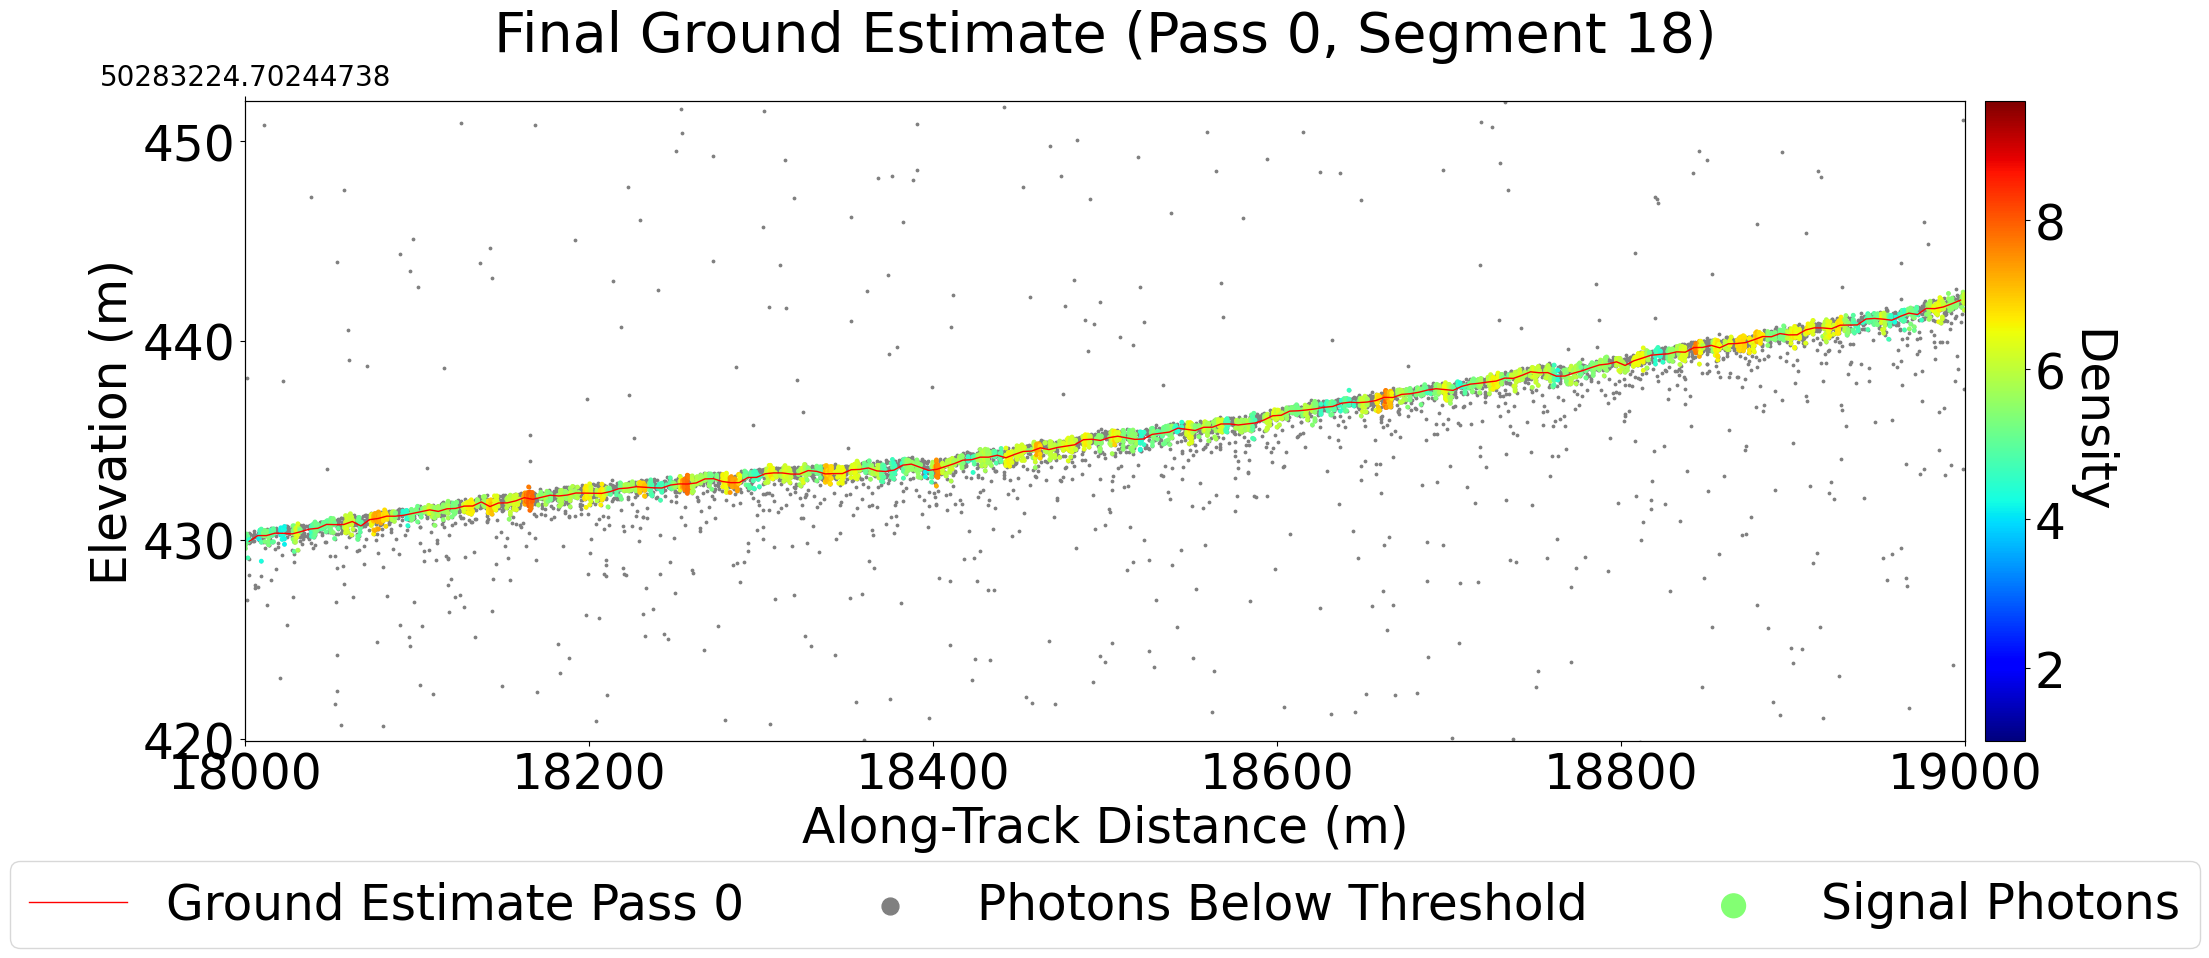 Final Ground Estimate (Pass 0, Segment 18)
50283224.70244738
450
440
430
420
Elevation (m)
18000 18200 18400 18600 18800 19000
Along-Track Distance (m)
8
6
4
2
Density
Ground Estimate Pass 0 Photons Below Threshold Signal Photons